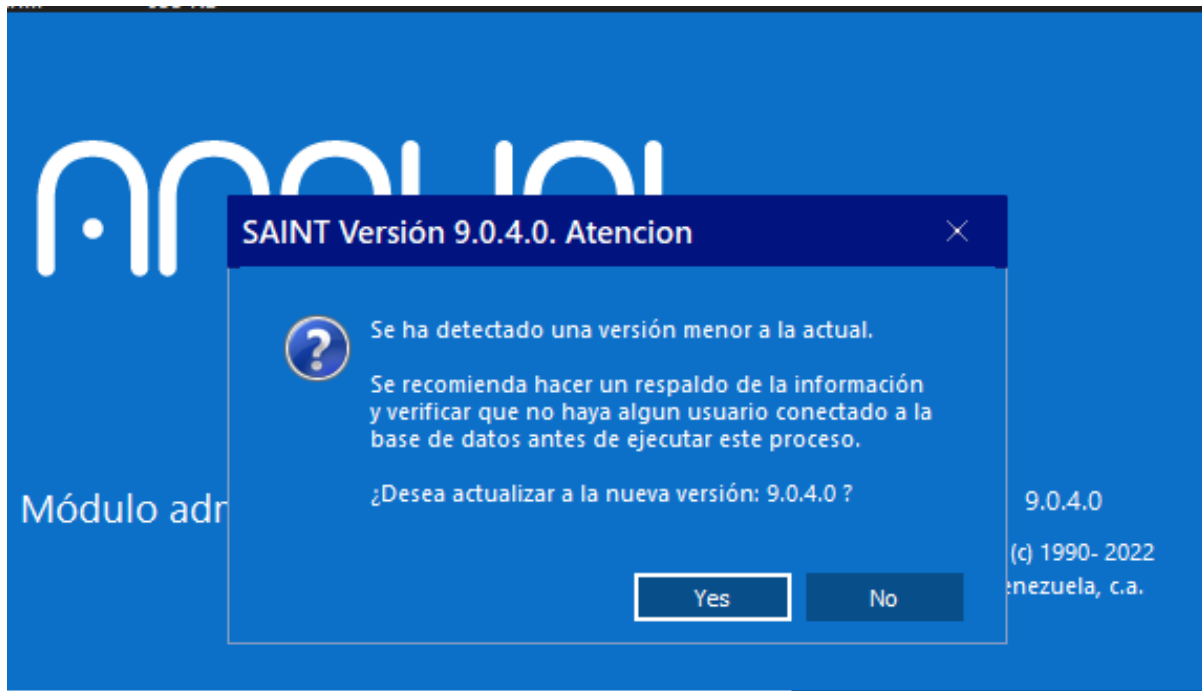 SAINT Versión 9.0.4.0. Atencion
Se ha detectado una versión menor a la actual.
Se recomienda hacer un respaldo de la información
y verificar que no haya algun usuario conectado a la
base de datos antes de ejecutar este proceso.
¿Desea actualizar a la nueva versión: 9.0.4.0 ?
Yes No
Módulo
9.0.4.0
(c) 1990- 2022
c.a.